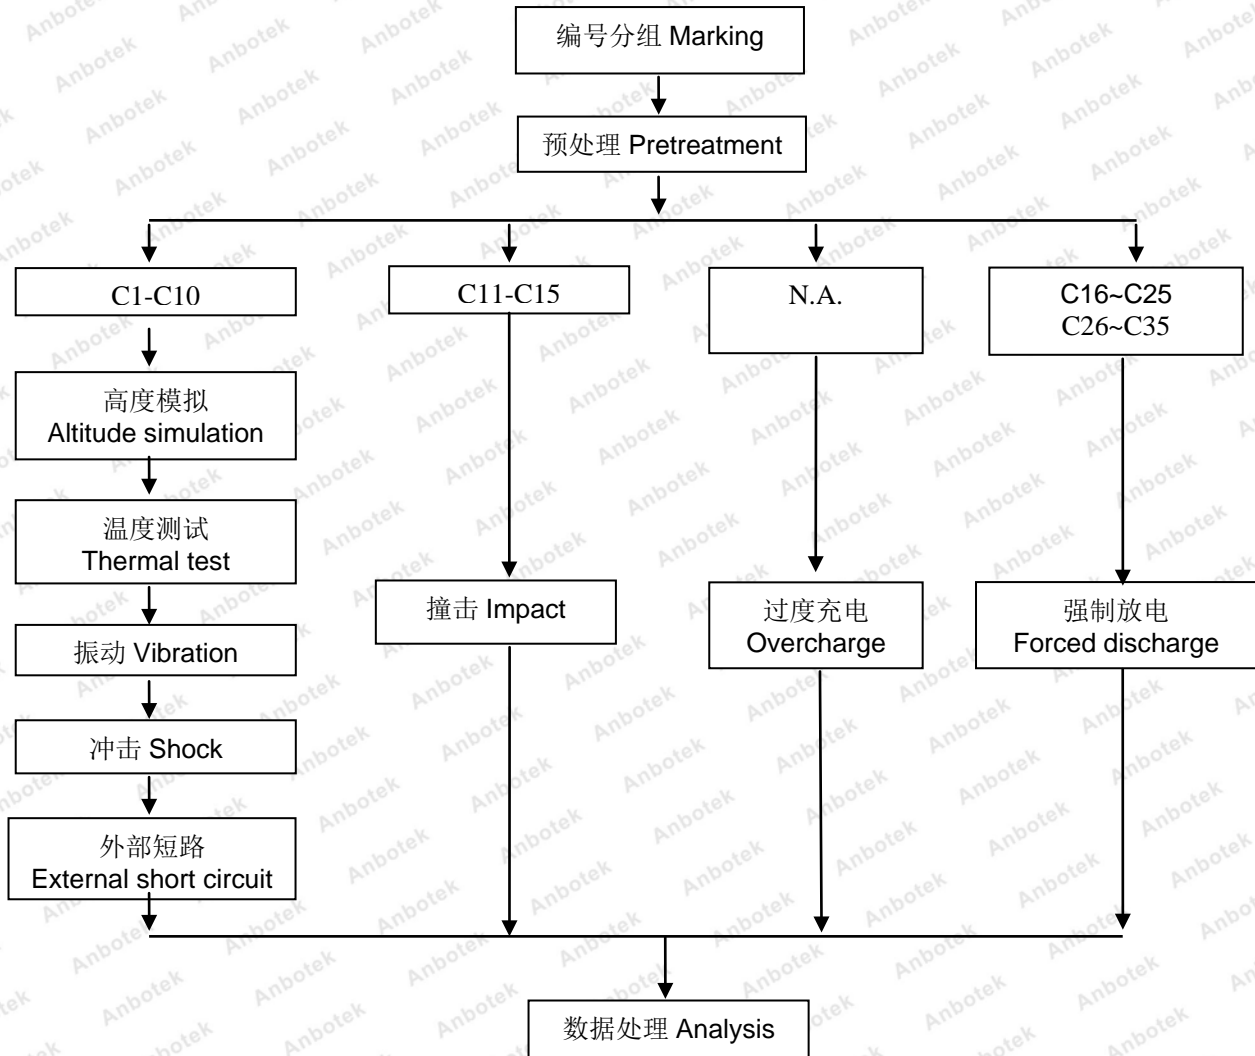 编号分组 Marking
预处理 Pretreatment
C1-C10
C11-C15
N.A.
C16~C25
C26~C35
高度模拟
Altitude simulation
温度测试
Thermal test
振动 Vibration
冲击 Shock
外部短路
External short circuit
撞击 Impact
过度充电
Overcharge
强制放电
Forced discharge
数据处理 Analysis
Anbotek